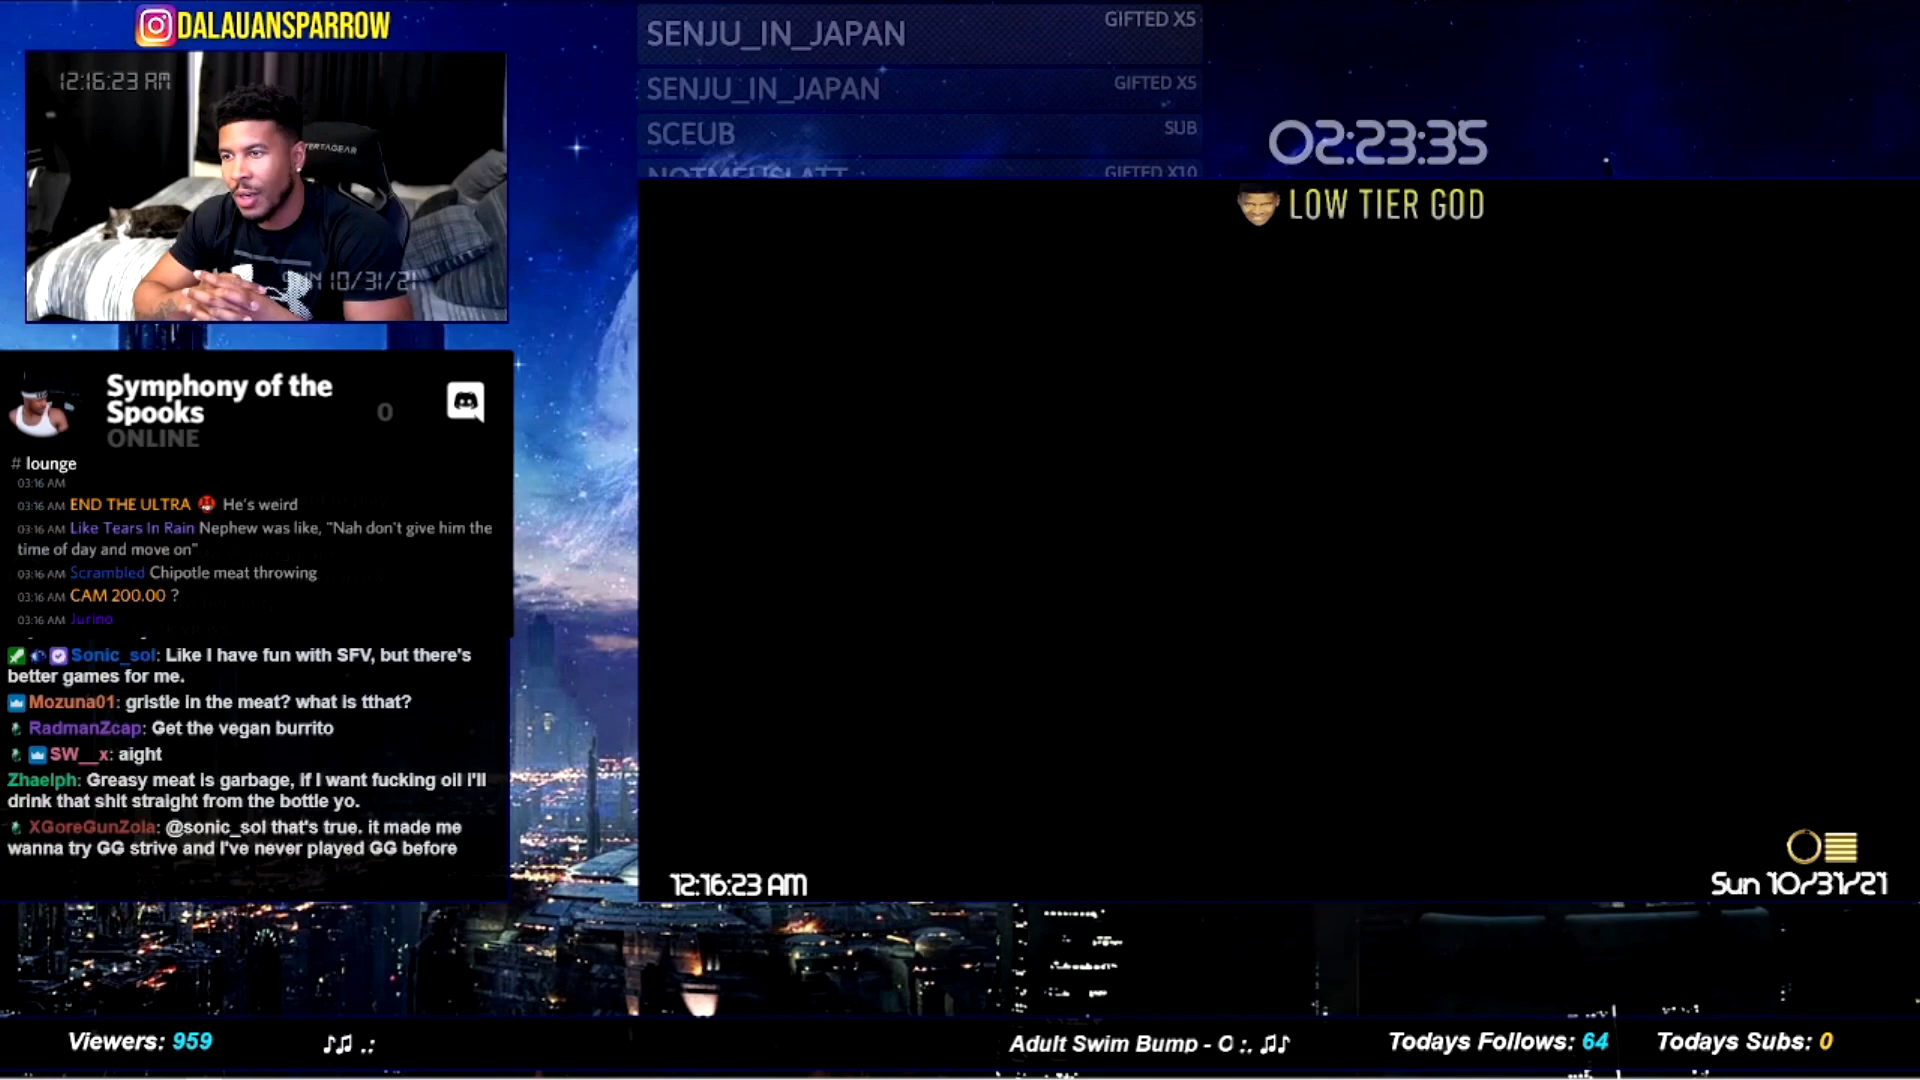 DALAUANSPARROW
12:16:23 AM
SUN 10/31/21
SENJU_IN_JAPAN GIFTED X5
SENJU_IN_JAPAN GIFTED X5
SCEUB SUB
GIFTED X10
02:23:35
LOW TIER GOD
Symphony of the
Spooks
0
ONLINE
# lounge
03:16 AM
03:16 AM END THE ULTRA He's weird
03:16 AM Like Tears In Rain Nephew was like, "Nah don't give him the
time of day and move on"
03:16 AM Scrambled Chipotle meat throwing
03:16 AM CAM 200.00 ?
03:16 AM Jurino
Sonic_sol: Like I have fun with SFV, but there's
better games for me.
Mozuna01: gristle in the meat? what is tthat?
RadmanZcap: Get the vegan burrito
SW__x: aight
Zhaelph: Greasy meat is garbage, if I want fucking oil I'll
drink that shit straight from the bottle yo.
XGoreGunZola: @sonic_sol that's true. it made me
wanna try GG strive and I've never played GG before
12:16:23 AM
Sun 10/31/21
Viewers: 959
♪♫ .:
Adult Swim Bump - O :. ♫♪
Todays Follows: 64
Todays Subs: 0